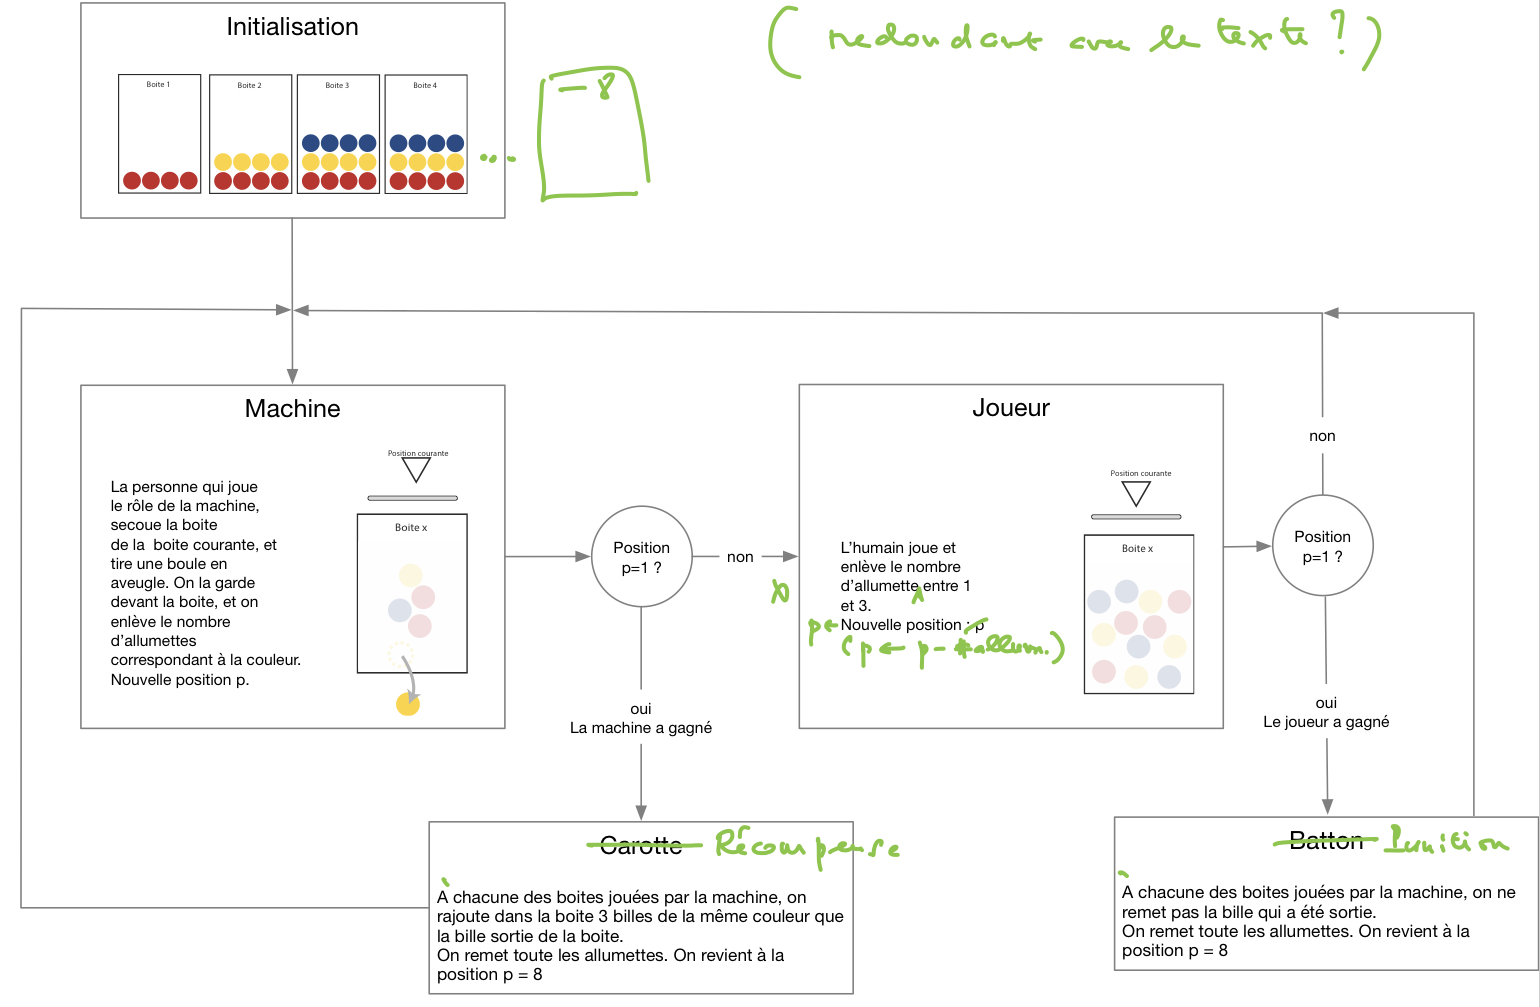 Initialisation
( redondant avec le texte ? )
Boite 1
Boite 2
Boite 3
Boite 4
... – 8
Machine
Position courante
Boite x
La personne qui joue
le rôle de la machine,
secoue la boite
de la boite courante, et
tire une boule en
aveugle. On la garde
devant la boite, et on
enlève le nombre
d'allumettes
correspondant à la couleur.
Nouvelle position p.
Position
p=1 ?
non
oui
La machine a gagné
Joueur
Position courante
Boite x
L'humain joue et
enlève le nombre
d'allumette entre 1
et 3.
Nouvelle position : p
p ←
(p ← p - allum.)
Position
p=1 ?
non
oui
Le joueur a gagné
Carotte Récompense
À chacune des boites jouées par la machine, on
rajoute dans la boite 3 billes de la même couleur que
la bille sortie de la boite.
On remet toute les allumettes. On revient à la
position p = 8
Batton Punition
À chacune des boites jouées par la machine, on ne
remet pas la bille qui a été sortie.
On remet toute les allumettes. On revient à la
position p = 8